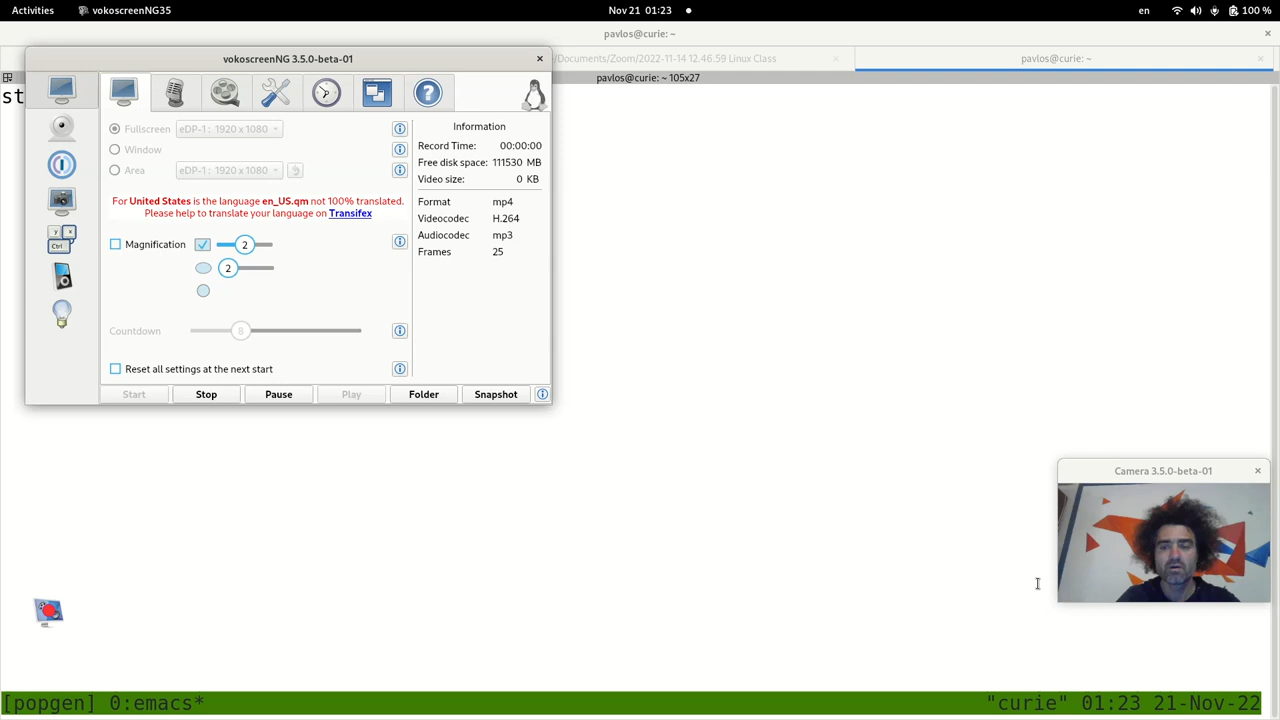 Activities vokoscreenNG35 Nov 21 01:23 en 100 %
pavlos@curie: ~
/Documents/Zoom/2022-11-14 12.46.59 Linux Class pavlos@curie: ~
pavlos@curie: ~ 105x27
st
vokoscreenNG 3.5.0-beta-01
Fullscreen eDP-1 : 1920 x 1080
Window
Area eDP-1 : 1920 x 1080
For United States is the language en_US.qm not 100% translated.
Please help to translate your language on Transifex
Magnification 2
2
Countdown 8
Reset all settings at the next start
Information
Record Time: 00:00:00
Free disk space: 111530 MB
Video size: 0 KB
Format mp4
Videocodec H.264
Audiocodec mp3
Frames 25
Start Stop Pause Play Folder Snapshot
Camera 3.5.0-beta-01
[popgen] 0:emacs* "curie" 01:23 21-Nov-22